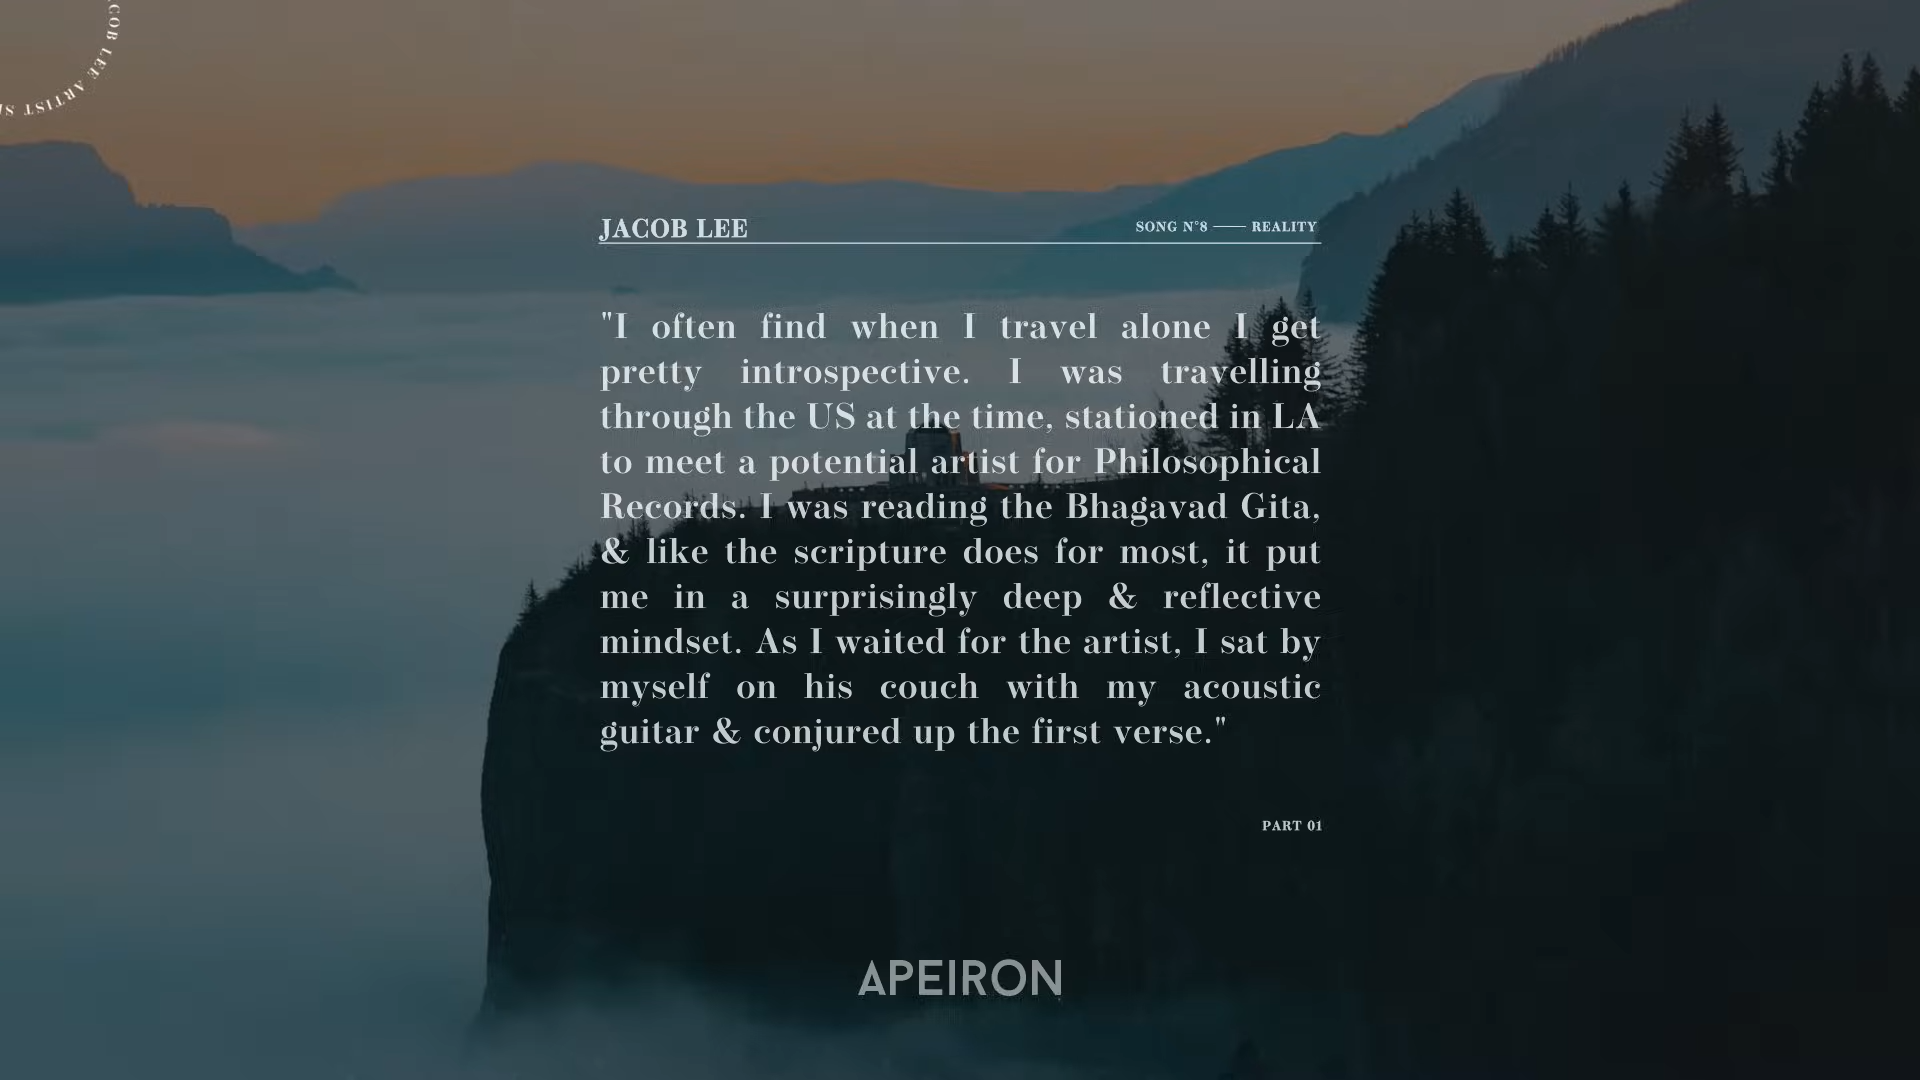 COB LEE ARTIST
JACOB LEE
SONG N°8 —— REALITY
"I often find when I travel alone I get
pretty introspective. I was travelling
through the US at the time, stationed in LA
to meet a potential artist for Philosophical
Records. I was reading the Bhagavad Gita,
& like the scripture does for most, it put
me in a surprisingly deep & reflective
mindset. As I waited for the artist, I sat by
myself on his couch with my acoustic
guitar & conjured up the first verse."
PART 01
APEIRON